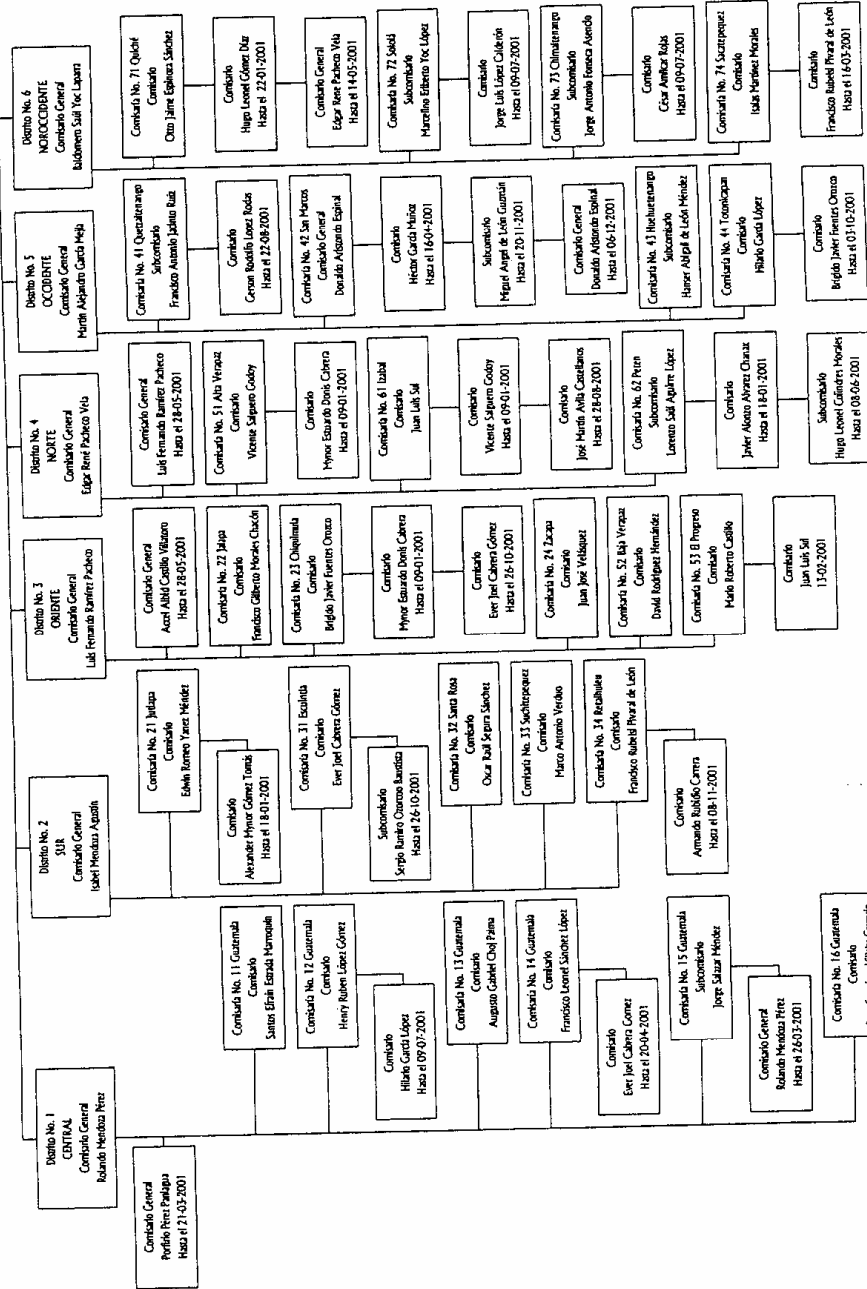 Distrito No. 1
CENTRAL
Comisario General
Rolando Mendoza Pérez
Comisario General
Porfirio Pérez Paniagua
Hasta el 21-03-2001
Comisaría No. 11 Guatemala
Comisario
Santos Efraín Estrada Marroquín
Comisaría No. 12 Guatemala
Comisario
Henry Ruben López Gómez
Comisario
Hilario García López
Hasta el 09-07-2001
Comisaría No. 13 Guatemala
Comisario
Augusto Gabriel Choj Palma
Comisaría No. 14 Guatemala
Comisario
Francisco Leonel Sánchez López
Comisario
Ever Joel Cabrera Gomez
Hasta el 20-04-2001
Comisaría No. 15 Guatemala
Subcomisario
Jorge Salazar Méndez
Comisario General
Rolando Mendoza Pérez
Hasta el 26-03-2001
Comisaría No. 16 Guatemala
Comisario
Distrito No. 2
SUR
Comisario General
Isabel Mendoza Agustín
Comisaría No. 21 Jutiapa
Comisario
Edwin Romeo Yanez Méndez
Comisario
Alexander Mynor Gómez Tomás
Hasta el 18-01-2001
Comisaría No. 31 Escuintla
Comisario
Ever Joel Cabrera Gómez
Subcomisario
Sergio Ramiro Ozoroso Bautista
Hasta el 26-10-2001
Comisaría No. 32 Santa Rosa
Comisario
Oscar Raúl Segura Sánchez
Comisaría No. 33 Suchitepequez
Comisario
Marco Antonio Verduo
Comisaría No. 34 Retalhuleu
Comisario
Francisco Rubelsi Pivaral de León
Comisario
Armando Rubidio Carrera
Hasta el 08-11-2001
Distrito No. 3
ORIENTE
Comisario General
Luis Fernando Ramírez Pacheco
Comisario General
Accel Albid Castillo Villatoro
Hasta el 28-05-2001
Comisaría No. 22 Jalapa
Comisario
Francisco Gilberto Morales Chacón
Comisaría No. 23 Chiquimula
Comisario
Brigido Javier Fuentes Orozco
Comisario
Mynor Estuardo Donis Cabrera
Hasta el 09-01-2001
Comisario
Ever Joel Cabrera Gómez
Hasta el 26-10-2001
Comisaría No. 24 Zacapa
Comisario
Juan José Velásquez
Comisaría No. 52 Baja Verapaz
Comisario
David Rodríguez Hernández
Comisaría No. 53 El Progreso
Comisario
Mario Roberto Castillo
Comisario
Juan Luis Sul
13-02-2001
Distrito No. 4
NORTE
Comisario General
Edgar René Pacheco Vela
Comisario General
Luis Fernando Ramírez Pacheco
Hasta el 28-05-2001
Comisaría No. 51 Alta Verapaz
Comisario
Vicente Salguero Godoy
Comisario
Mynor Estuardo Donis Cabrera
Hasta el 09-01-2001
Comisaría No. 61 Izabal
Comisario
Juan Luis Sul
Comisario
Vicente Salguero Godoy
Hasta el 09-01-2001
Comisario
José Martín Avila Castellanos
Hasta el 28-08-2001
Comisaría No. 62 Peten
Subcomisario
Lorenzo Saúl Aguirre López
Comisario
Javier Alonzo Alvarez Chanax
Hasta el 18-01-2001
Subcomisario
Hugo Leonel Calindres Morales
Hasta el 08-06-2001
Distrito No. 5
OCCIDENTE
Comisario General
Martín Alejandro García Mejía
Comisaría No. 41 Quetzaltenango
Subcomisario
Francisco Antonio Jacinto Ruiz
Comisario
Gerson Rodolfo López Rodas
Hasta el 22-08-2001
Comisaría No. 42 San Marcos
Comisario General
Donaldo Aristondo Espinal
Comisario
Héctor García Muñoz
Hasta el 16-04-2001
Subcomisario
Miguel Angel de León Guzmán
Hasta el 20-11-2001
Comisario General
Donaldo Aristondo Espinal
Hasta el 06-12-2001
Comisaría No. 43 Huehuetenango
Subcomisario
Hanser Abigail de León Méndez
Comisaría No. 44 Totonicapan
Comisario
Hilario García López
Comisario
Brigido Javier Fuentes Orozco
Hasta el 03-10-2001
Distrito No. 6
NOROCCIDENTE
Comisario General
Baldomero Saúl Yoc Laparra
Comisaría No. 71 Quiché
Comisario
Otto Jaime Espinoza Sánchez
Comisario
Hugo Leonel Gómez Díaz
Hasta el 22-01-2001
Comisario General
Edgar Rene Pacheco Vela
Hasta el 14-05-2001
Comisaría No. 72 Sololá
Subcomisario
Marcelino Eriberto Yoc López
Comisario
Jorge Luis López Calderón
Hasta el 09-07-2001
Comisaría No. 73 Chimaltenango
Subcomisario
Jorge Antonio Fonseca Asencio
Comisario
César Amilcar Rojas
Hasta el 09-07-2001
Comisaría No. 74 Sacatepequez
Comisario
Isaías Martínez Morales
Comisario
Francisco Rubelsi Pivaral de León
Hasta el 16-05-2001